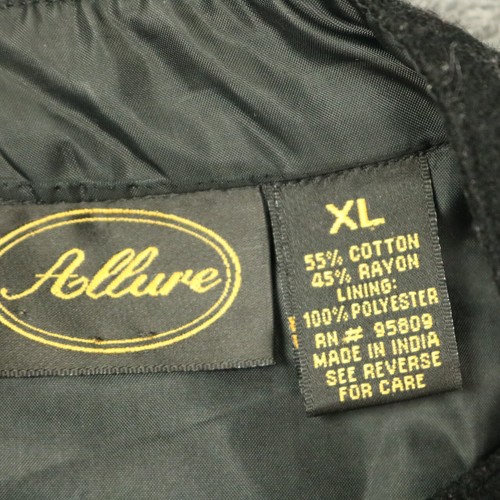 Allure
XL
55% COTTON
45% RAYON
LINING:
100% POLYESTER
RN # 95809
MADE IN INDIA
SEE REVERSE
FOR CARE